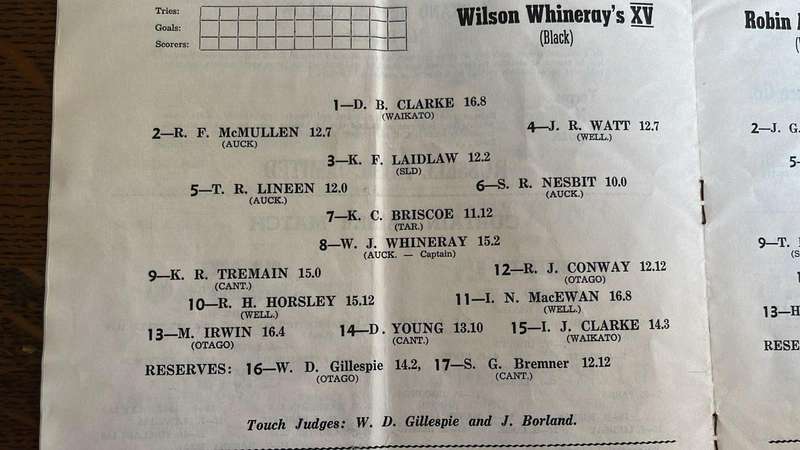 Tries:
Goals:
Scorers:
Wilson Whineray's XV
(Black)
1—D. B. CLARKE 16.8
(WAIKATO)
2—R. F. McMULLEN 12.7
(AUCK)
4—J. R. WATT 12.7
(WELL.)
3—K. F. LAIDLAW 12.2
(SLD)
5—T. R. LINEEN 12.0
(AUCK.)
6—S. R. NESBIT 10.0
(AUCK.)
7—K. C. BRISCOE 11.12
(TAR.)
8—W. J. WHINERAY 15.2
(AUCK. — Captain)
9—K. R. TREMAIN 15.0
(CANT.)
12—R. J. CONWAY 12.12
(OTAGO)
10—R. H. HORSLEY 15.12
(WELL.)
11—I. N. MacEWAN 16.8
(WELL.)
13—M. IRWIN 16.4
(OTAGO)
14—D. YOUNG 13.10
(CANT.)
15—I. J. CLARKE 14.3
(WAIKATO)
RESERVES: 16—W. D. Gillespie 14.2, 17—S. G. Bremner 12.12
(OTAGO)
(CANT.)
Touch Judges: W. D. Gillespie and J. Borland.
Robin
2—J. G.
5—
9—T.
13—H
RESE